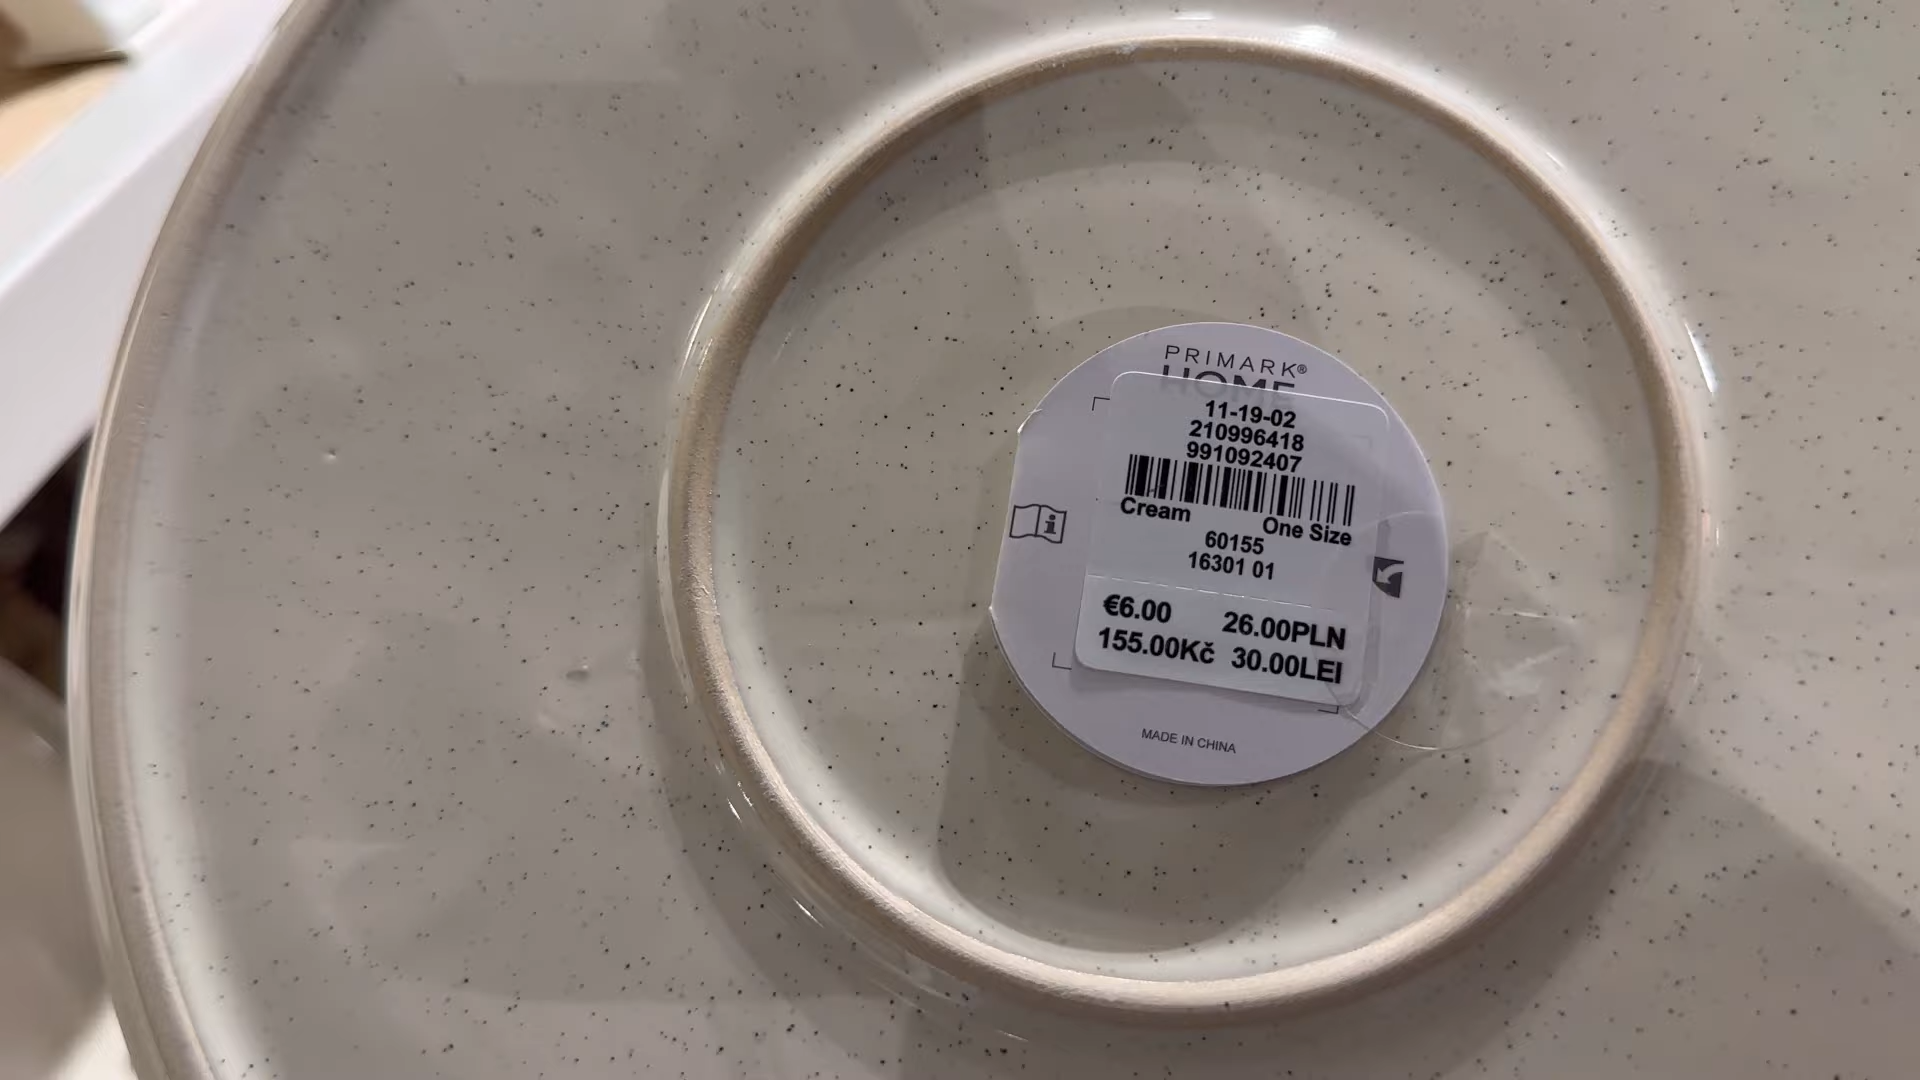 PRIMARK®
HOME
11-19-02
210996418
991092407
Cream One Size
60155
16301 01
€6.00 26.00PLN
155.00Kč 30.00LEI
MADE IN CHINA